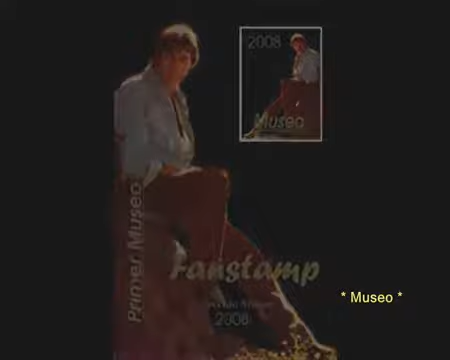 2008
Museo
Primer Museo
Fanstamp
2008
* Museo *